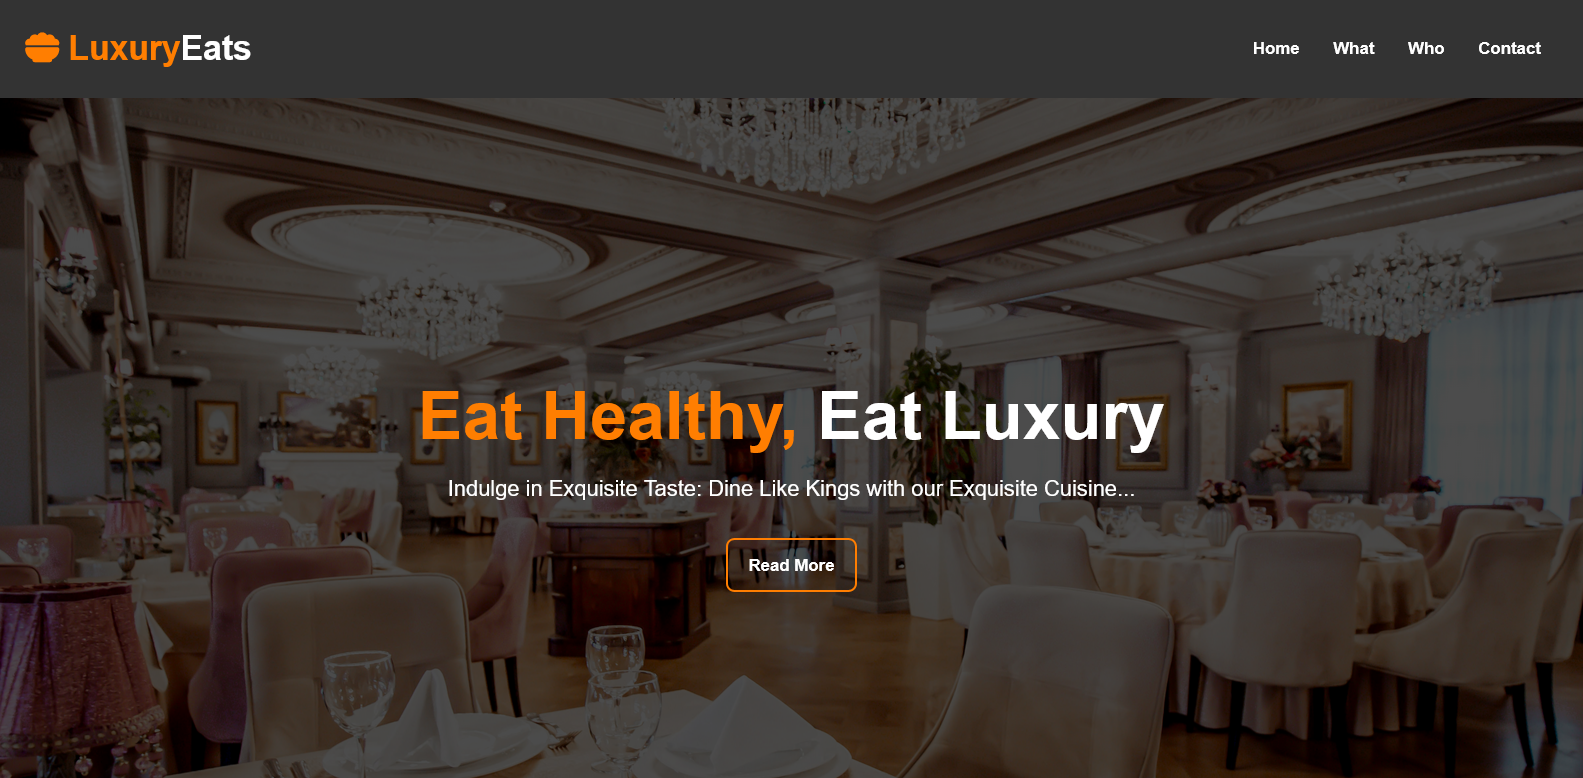 LuxuryEats
Home What Who Contact
Eat Healthy, Eat Luxury
Indulge in Exquisite Taste: Dine Like Kings with our Exquisite Cuisine...
Read More